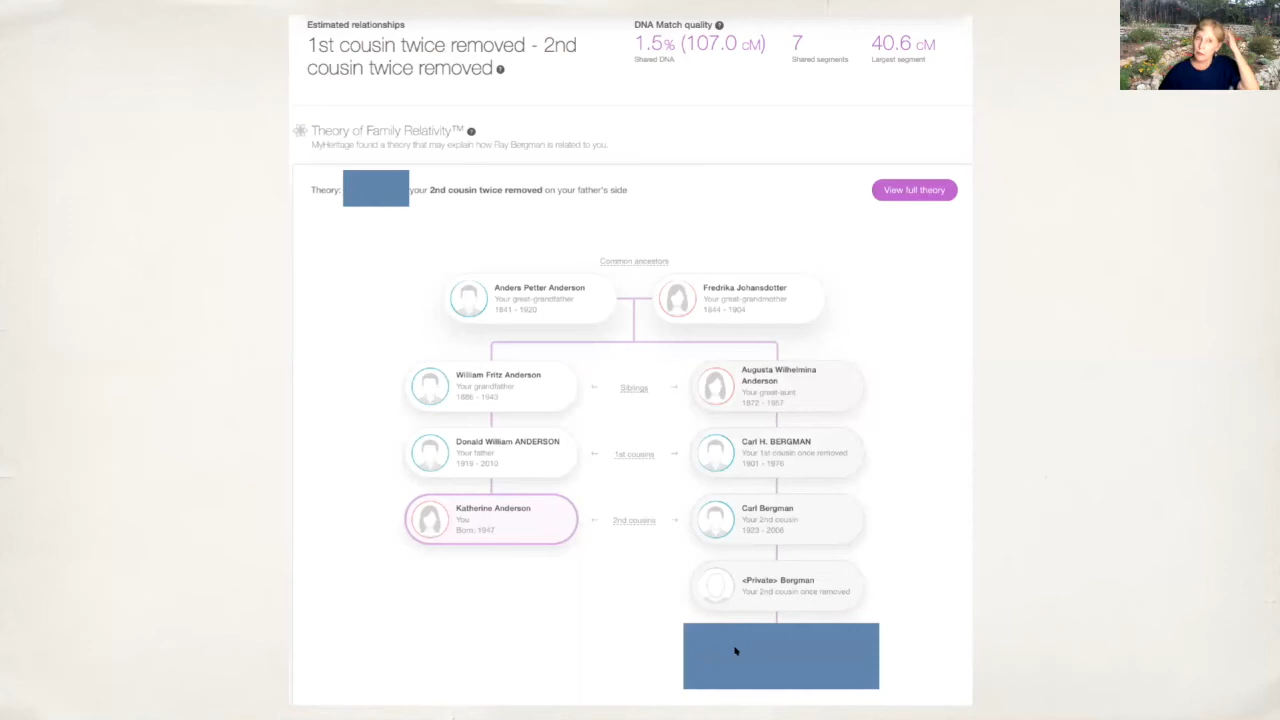 Estimated relationships
1st cousin twice removed - 2nd
cousin twice removed ?
DNA Match quality ?
1.5% (107.0 cM)
Shared DNA
7
Shared segments
40.6 cM
Largest segment
Theory of Family Relativity™ ?
MyHeritage found a theory that may explain how Ray Bergman is related to you.
Theory: your 2nd cousin twice removed on your father's side
View full theory
Common ancestors
Anders Petter Anderson
Your great-grandfather
1841 - 1920
Fredrika Johansdotter
Your great-grandmother
1844 - 1904
William Fritz Anderson
Your grandfather
1886 - 1943
← Siblings →
Augusta Wilhelmina
Anderson
Your great-aunt
1872 - 1957
Donald William ANDERSON
Your father
1919 - 2010
← 1st cousins →
Carl H. BERGMAN
Your 1st cousin once removed
1901 - 1976
Katherine Anderson
You
Born: 1947
← 2nd cousins →
Carl Bergman
Your 2nd cousin
1923 - 2006
<Private> Bergman
Your 2nd cousin once removed